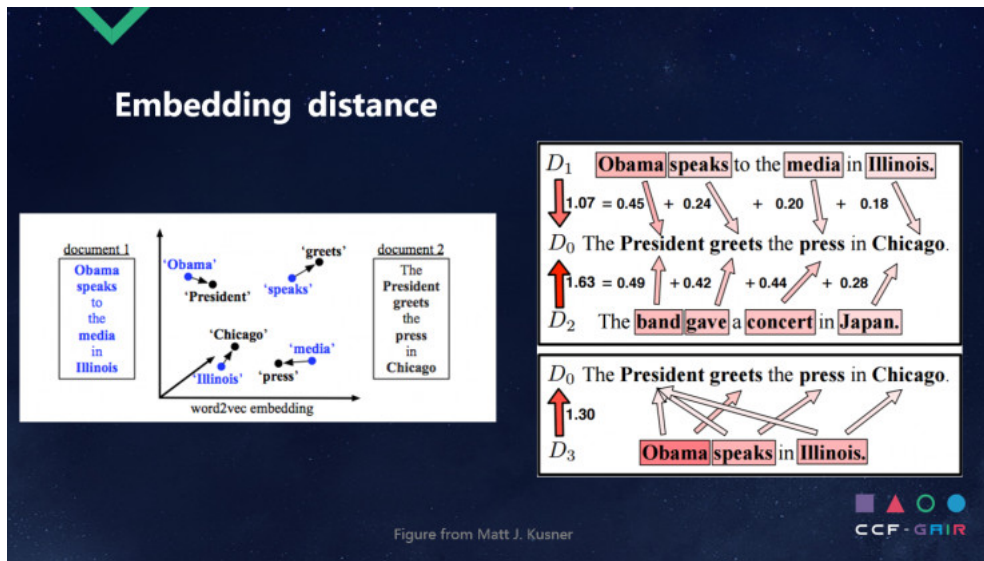 Embedding distance
document 1
Obama
speaks
to
the
media
in
Illinois
'Obama'
'President'
'greets'
'speaks'
'Chicago'
'Illinois'
'media'
'press'
word2vec embedding
document 2
The
President
greets
the
press
in
Chicago
D1 Obama speaks to the media in Illinois.
1.07 = 0.45 + 0.24 + 0.20 + 0.18
D0 The President greets the press in Chicago.
1.63 = 0.49 + 0.42 + 0.44 + 0.28
D2 The band gave a concert in Japan.
D0 The President greets the press in Chicago.
1.30
D3 Obama speaks in Illinois.
Figure from Matt J. Kusner
CCF-GAIR